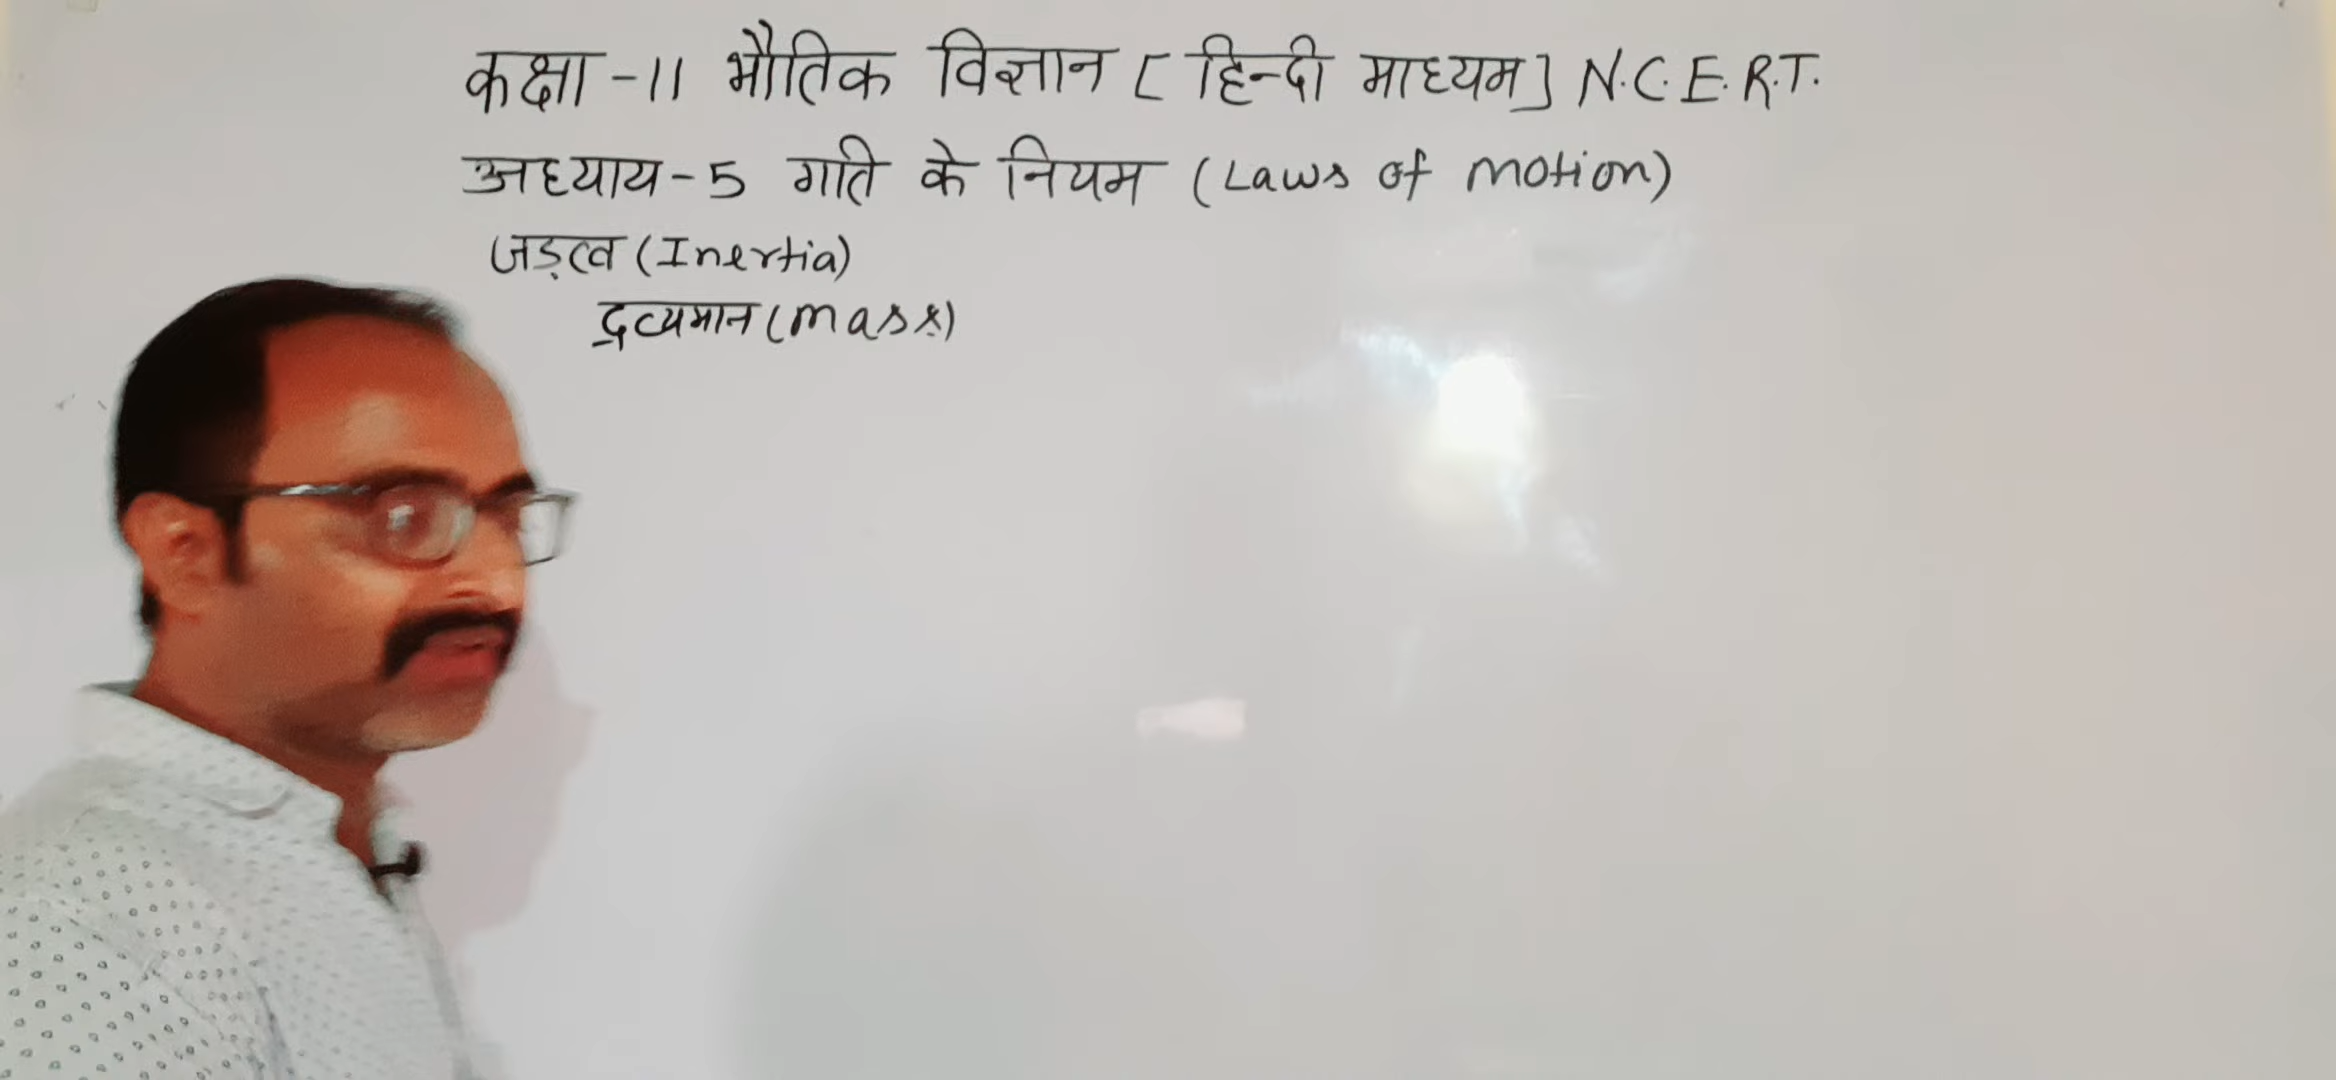 कक्षा -11 भौतिक विज्ञान [ हिन्दी माध्यम ] N.C.E.R.T.
अध्याय-5 गति के नियम (Laws of motion)
जड़त्व (Inertia)
द्रव्यमान (mass)